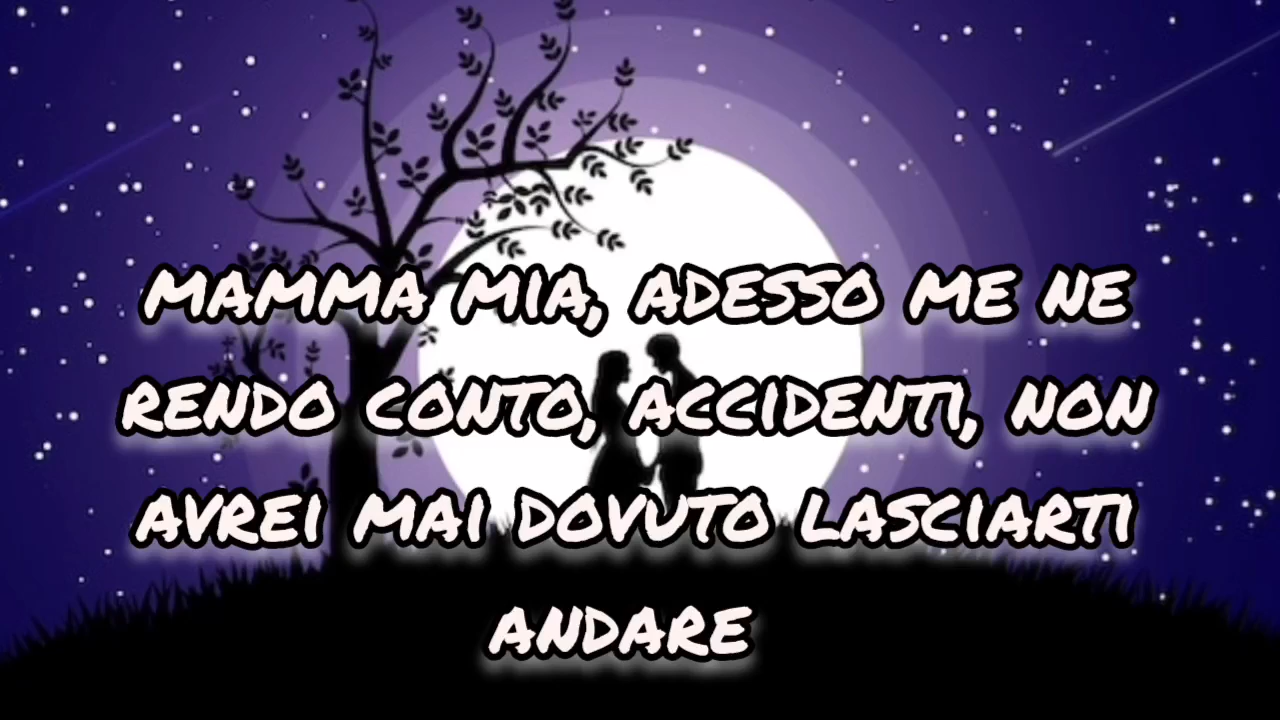 MAMMA MIA, ADESSO ME NE
RENDO CONTO, ACCIDENTI, NON
AVREI MAI DOVUTO LASCIARTI
ANDARE